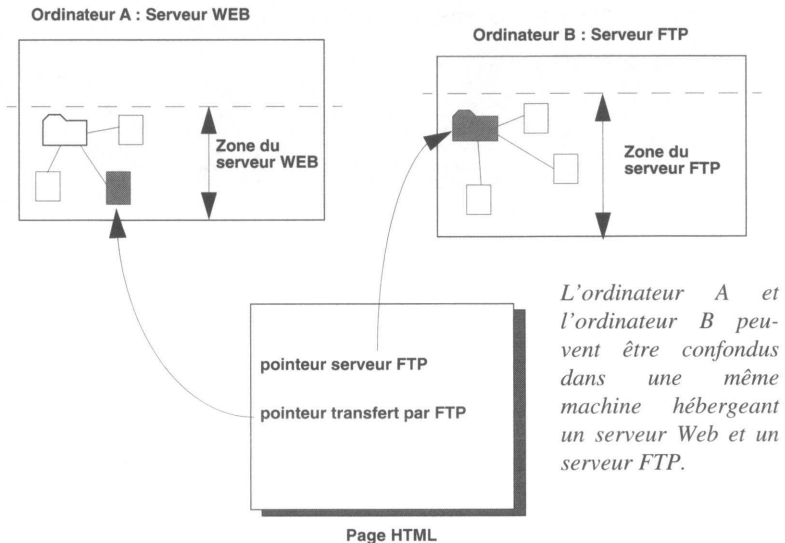 Ordinateur A : Serveur WEB
Ordinateur B : Serveur FTP
Zone du
serveur WEB
Zone du
serveur FTP
pointeur serveur FTP
pointeur transfert par FTP
Page HTML
L'ordinateur A et
l'ordinateur B peu-
vent être confondus
dans une même
machine hébergeant
un serveur Web et un
serveur FTP.